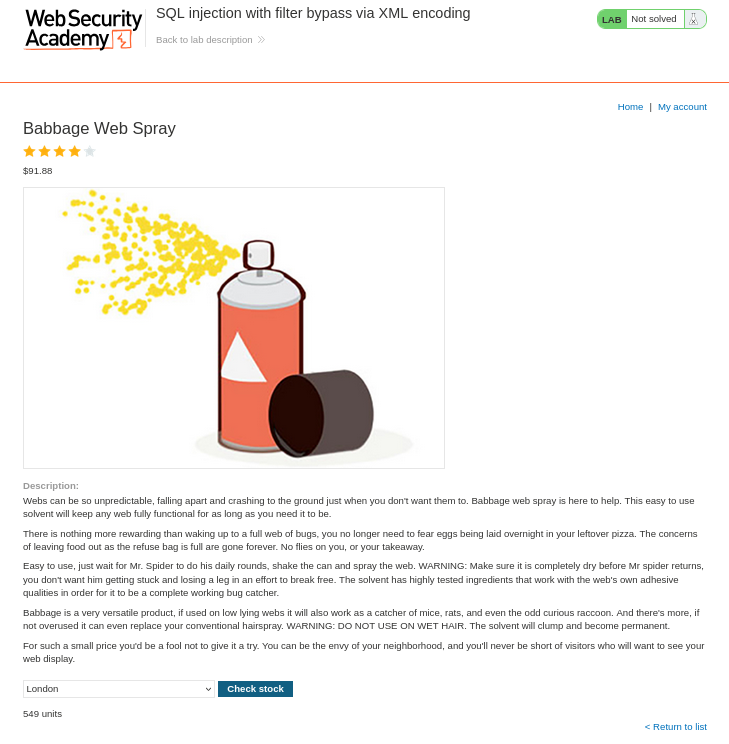 Web Security
Academy
SQL injection with filter bypass via XML encoding
Back to lab description
LAB Not solved
Home | My account
Babbage Web Spray
$91.88
Description:
Webs can be so unpredictable, falling apart and crashing to the ground just when you don't want them to. Babbage web spray is here to help. This easy to use
solvent will keep any web fully functional for as long as you need it to be.
There is nothing more rewarding than waking up to a full web of bugs, you no longer need to fear eggs being laid overnight in your leftover pizza. The concerns
of leaving food out as the refuse bag is full are gone forever. No flies on you, or your takeaway.
Easy to use, just wait for Mr. Spider to do his daily rounds, shake the can and spray the web. WARNING: Make sure it is completely dry before Mr spider returns,
you don't want him getting stuck and losing a leg in an effort to break free. The solvent has highly tested ingredients that work with the web's own adhesive
qualities in order for it to be a complete working bug catcher.
Babbage is a very versatile product, if used on low lying webs it will also work as a catcher of mice, rats, and even the odd curious raccoon. And there's more, if
not overused it can even replace your conventional hairspray. WARNING: DO NOT USE ON WET HAIR. The solvent will clump and become permanent.
For such a small price you'd be a fool not to give it a try. You can be the envy of your neighborhood, and you'll never be short of visitors who will want to see your
web display.
London Check stock
549 units
< Return to list